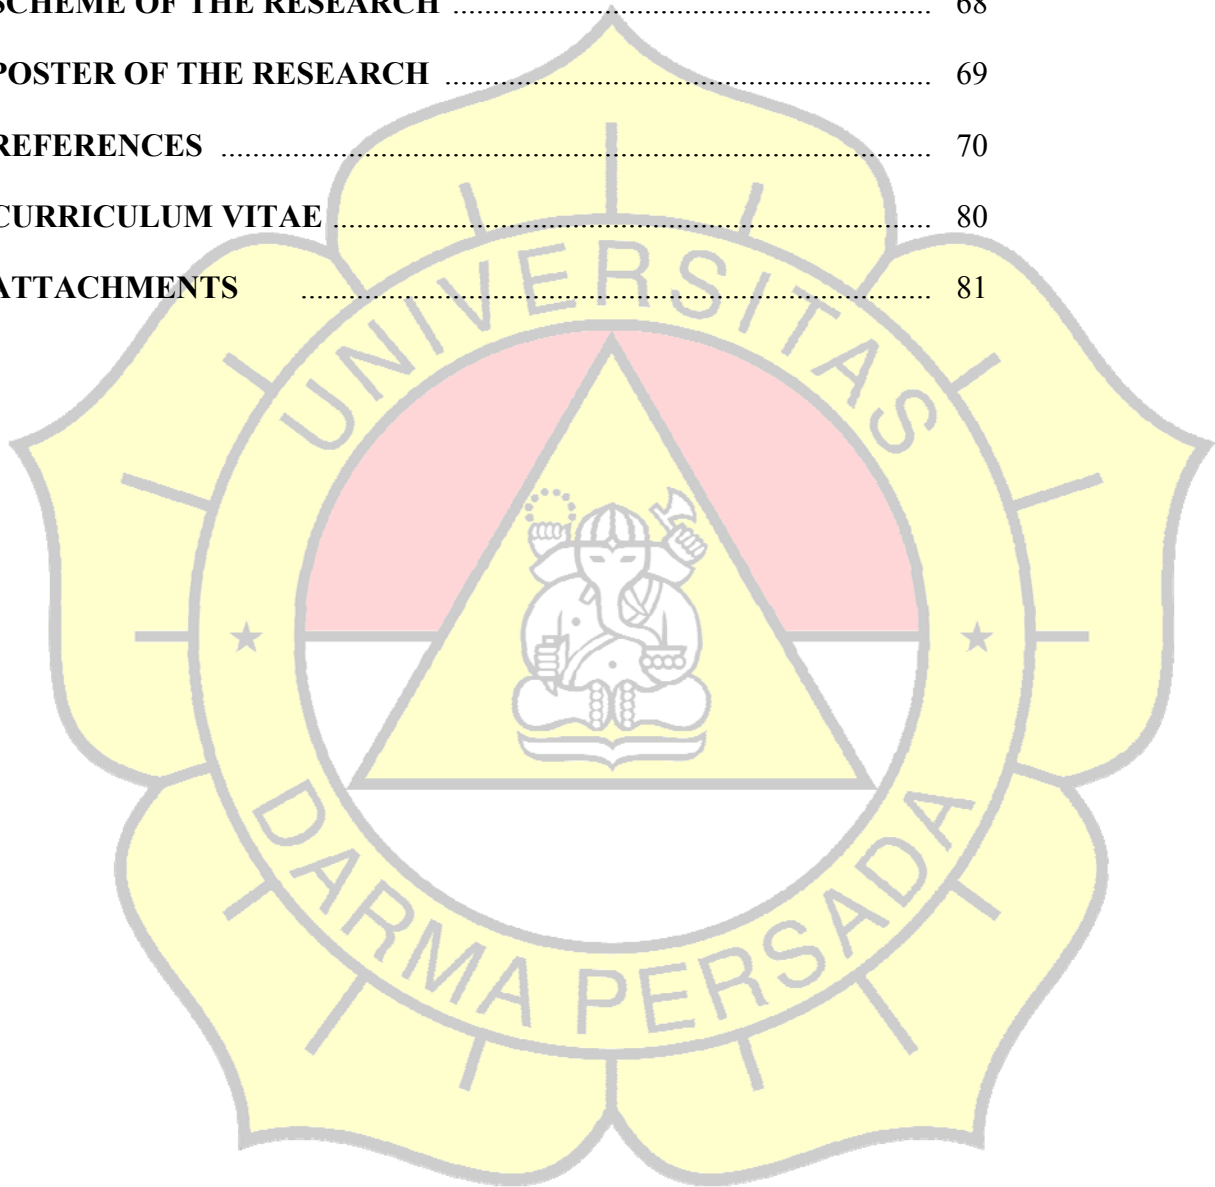 SCHEME OF THE RESEARCH ................................................ 68
POSTER OF THE RESEARCH ................................................ 69
REFERENCES ................................................ 70
CURRICULUM VITAE ................................................ 80
ATTACHMENTS ................................................ 81
UNIVERSITAS
DARMA PERSADA